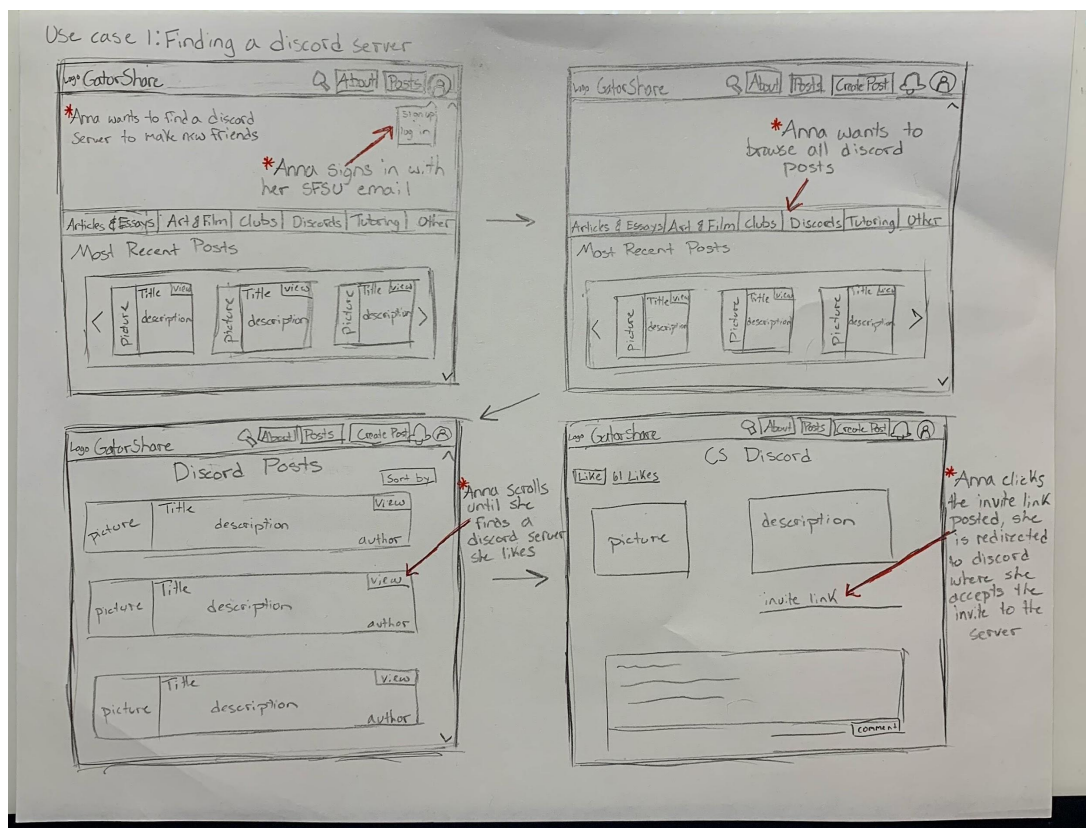 Use case 1: Finding a discord server
Logo GatorShare About Posts
*Anna wants to find a discord
server to make new friends
sign up
log in
*Anna signs in with
her SFSU email
Articles & Essays Art & Film Clubs Discords Tutoring Other
Most Recent Posts
< Picture Title view description Picture Title view description Picture Title view description >
Logo GatorShare About Posts Create Post
*Anna wants to
browse all discord
posts
Articles & Essays Art & Film Clubs Discords Tutoring Other
Most Recent Posts
< Picture Title view description Picture Title view description Picture Title view description >
Logo GatorShare About Posts Create Post
Discord Posts
Sort by
Title view
picture description
author
Title view
picture description
author
Title view
picture description
author
*Anna scrolls
until she
finds a
discord server
she likes
Logo GatorShare About Posts Create Post
CS Discord
Like 61 Likes
picture description
invite link
comment
*Anna clicks
the invite link
posted, she
is redirected
to discord
where she
accepts the
invite to the
server